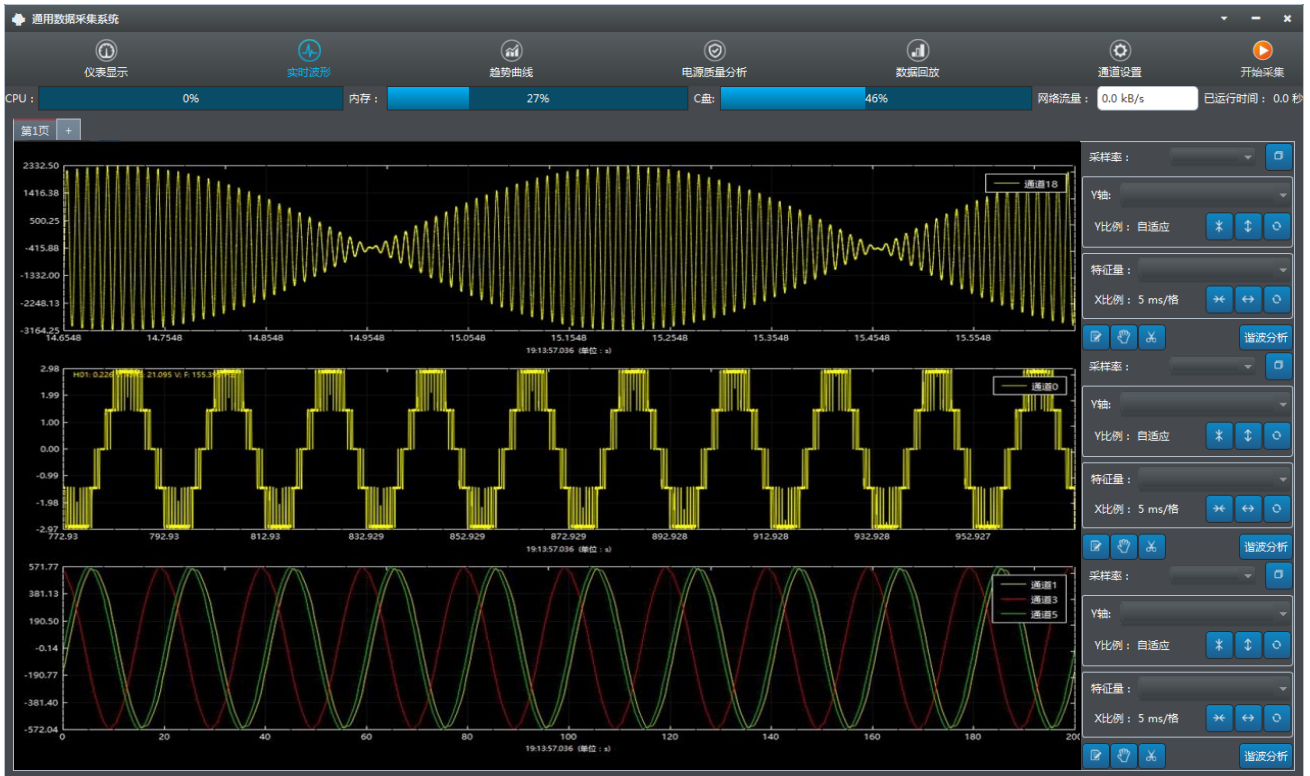 通用数据采集系统
仪表显示 实时波形 趋势曲线 电源质量分析 数据回放 通道设置 开始采集
CPU： 0% 内存： 27% C盘: 46% 网络流量： 0.0 kB/s 已运行时间： 0.0 秒
第1页 +
2332.50
1416.38
500.25
-415.88
-1332.00
-2248.13
-3164.25
通道18
14.6548 14.7548 14.8548 14.9548 15.0548 15.1548 15.2548 15.3548 15.4548 15.5548
19:13:57.036 (单位：s)
采样率：
Y轴:
Y比例： 自适应
特征量：
X比例： 5 ms/格
谐波分析
2.98
1.99
1.00
0.00
-0.99
-1.98
-2.97
H01: 0.226 21.095 V; F: 155.39
通道0
772.93 792.93 812.93 832.929 852.929 872.929 892.928 912.928 932.928 952.927
19:13:57.036 (单位：s)
采样率：
Y轴:
Y比例： 自适应
特征量：
X比例： 5 ms/格
谐波分析
571.77
381.13
190.50
-0.14
-190.77
-381.40
-572.04
通道1
通道3
通道5
0 20 40 60 80 100 120 140 160 180 200
19:13:57.036 (单位：s)
采样率：
Y轴:
Y比例： 自适应
特征量：
X比例： 5 ms/格
谐波分析